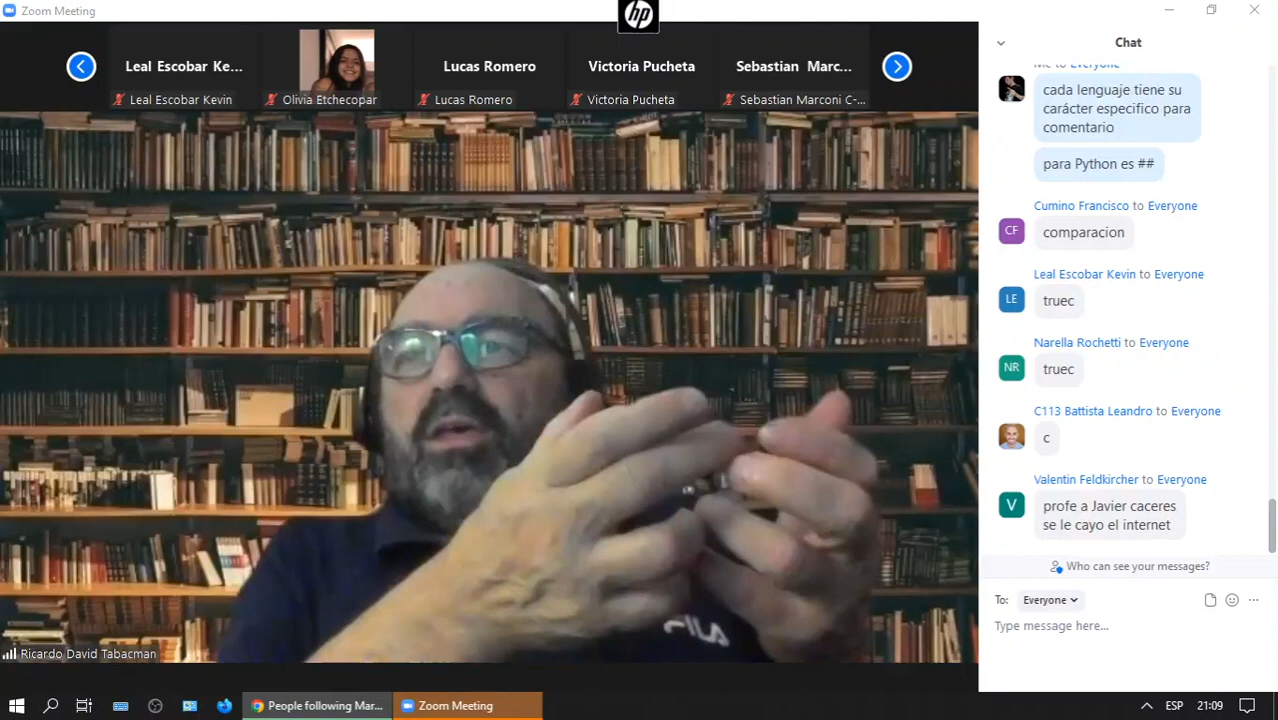 Zoom Meeting
hp
Leal Escobar Ke...
Leal Escobar Kevin
Olivia Etchecopar
Lucas Romero
Lucas Romero
Victoria Pucheta
Victoria Pucheta
Sebastian Marc...
Sebastian Marconi C-...
FILA
Ricardo David Tabacman
Chat
Me to Everyone
cada lenguaje tiene su
carácter especifico para
comentario
para Python es ##
Cumino Francisco to Everyone
CF
comparacion
Leal Escobar Kevin to Everyone
LE
truec
Narella Rochetti to Everyone
NR
truec
C113 Battista Leandro to Everyone
c
Valentin Feldkircher to Everyone
V
profe a Javier caceres
se le cayo el internet
Who can see your messages?
To: Everyone
Type message here...
People following Mar...
Zoom Meeting
ESP
21:09